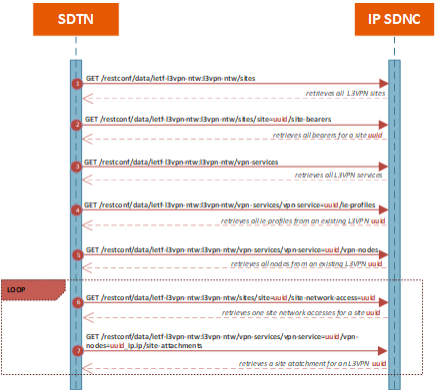 SDTN
IP SDNC
1 GET /restconf/data/ietf-l3vpn-ntw:l3vpn-ntw/sites
retrieves all L3VPN sites
2 GET /restconf/data/ietf-l3vpn-ntw:l3vpn-ntw/sites/site=uuid/site-bearers
retrieves all bearers for a site uuid
3 GET /restconf/data/ietf-l3vpn-ntw:l3vpn-ntw/vpn-services
retrieves all L3VPN services
4 GET /restconf/data/ietf-l3vpn-ntw:l3vpn-ntw/vpn-services/vpn-service=uuid/ie-profiles
retrieves all ie profiles from an existing L3VPN uuid
5 GET /restconf/data/ietf-l3vpn-ntw:l3vpn-ntw/vpn-services/vpn-service=uuid/vpn-nodes
retrieves all nodes from an existing L3VPN uuid
LOOP
6 GET /restconf/data/ietf-l3vpn-ntw:l3vpn-ntw/sites/site=uuid/site-network-access=uuid
retrieves one site network accesses for a site uuid
GET /restconf/data/ietf-l3vpn-ntw:l3vpn-ntw/vpn-services/vpn-service=uuid/vpn-
7 nodes=uuid_ip.ip/site-attachments
retrieves a site atatchment for an L3VPN uuid